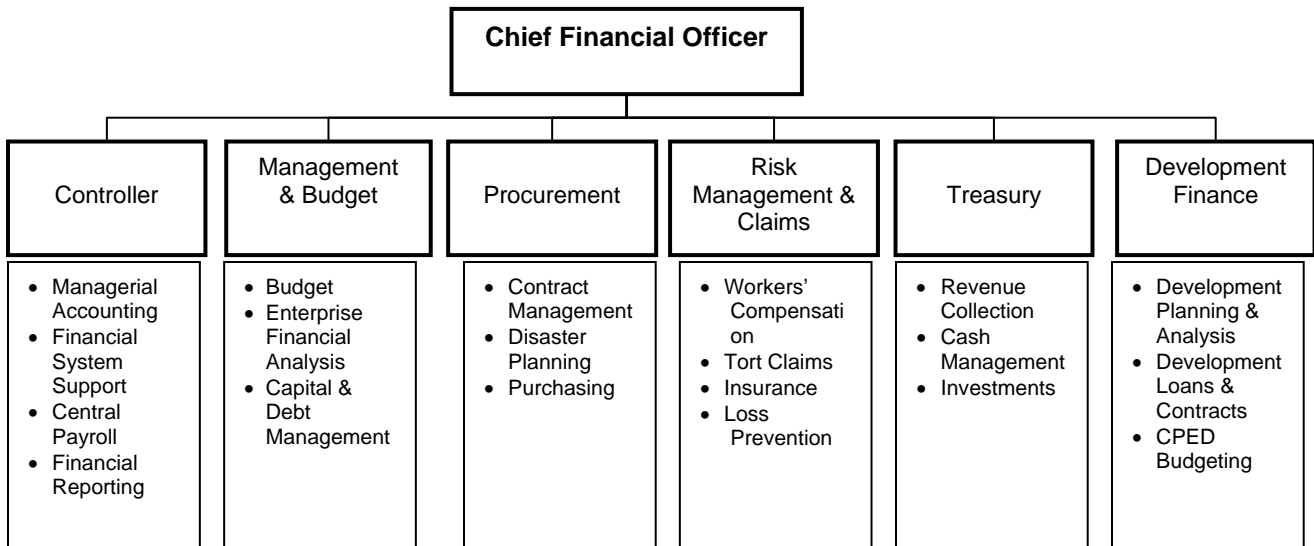 Chief Financial Officer
Controller
Management
& Budget
Procurement
Risk
Management &
Claims
Treasury
Development
Finance
• Managerial
Accounting
• Financial
System
Support
• Central
Payroll
• Financial
Reporting
• Budget
• Enterprise
Financial
Analysis
• Capital &
Debt
Management
• Contract
Management
• Disaster
Planning
• Purchasing
• Workers’
Compensati
on
• Tort Claims
• Insurance
• Loss
Prevention
• Revenue
Collection
• Cash
Management
• Investments
• Development
Planning &
Analysis
• Development
Loans &
Contracts
• CPED
Budgeting